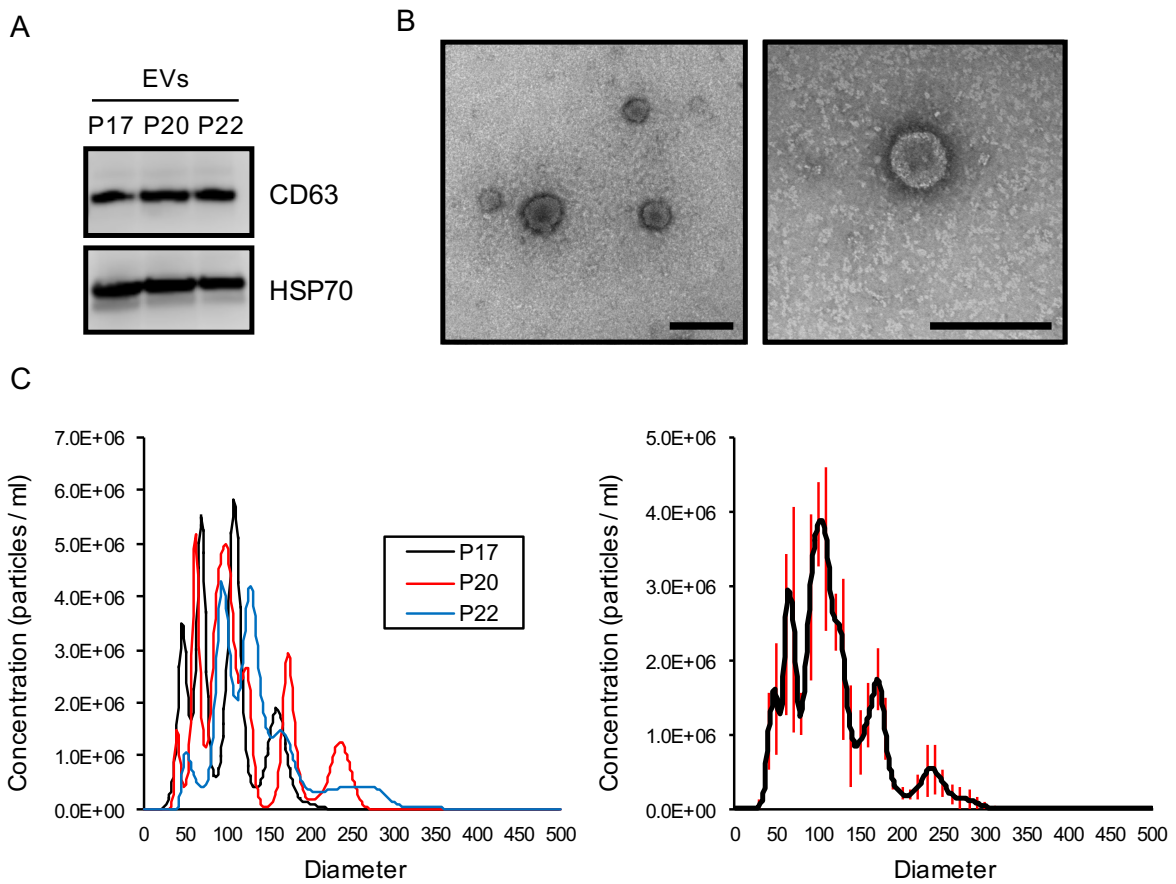 A
EVs
P17 P20 P22
CD63
HSP70
B
C
Concentration (particles / ml)
7.0E+06
6.0E+06
5.0E+06
4.0E+06
3.0E+06
2.0E+06
1.0E+06
0.0E+00
0 50 100 150 200 250 300 350 400 450 500
Diameter
P17
P20
P22
Concentration (particles / ml)
5.0E+06
4.0E+06
3.0E+06
2.0E+06
1.0E+06
0.0E+00
0 50 100 150 200 250 300 350 400 450 500
Diameter